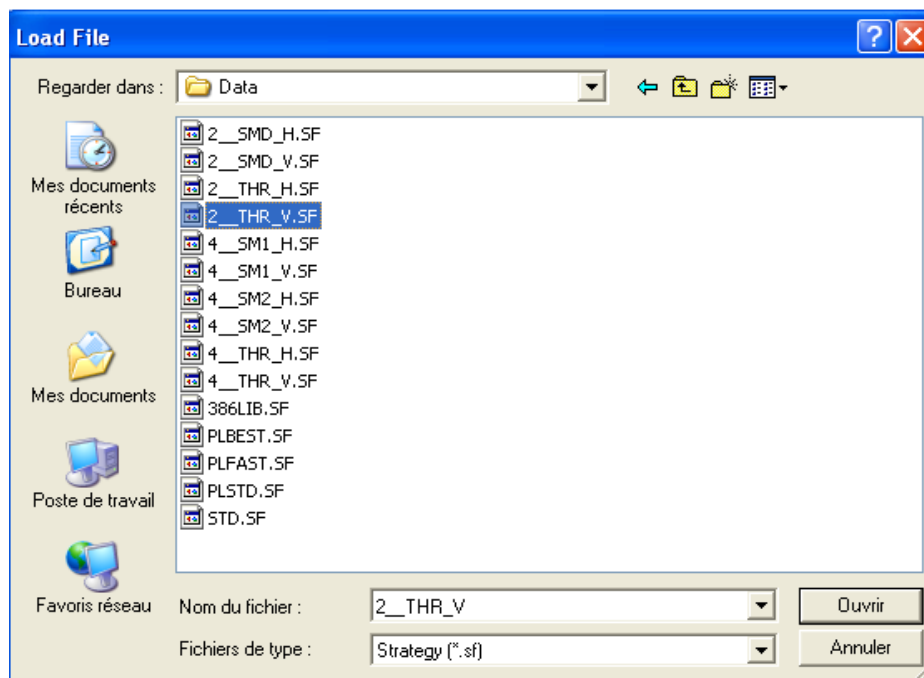 Load File
Regarder dans :
Data
Mes documents
récents
Bureau
Mes documents
Poste de travail
Favoris réseau
2__SMD_H.SF
2__SMD_V.SF
2__THR_H.SF
2__THR_V.SF
4__SM1_H.SF
4__SM1_V.SF
4__SM2_H.SF
4__SM2_V.SF
4__THR_H.SF
4__THR_V.SF
386LIB.SF
PLBEST.SF
PLFAST.SF
PLSTD.SF
STD.SF
Nom du fichier :
2__THR_V
Ouvrir
Fichiers de type :
Strategy (*.sf)
Annuler